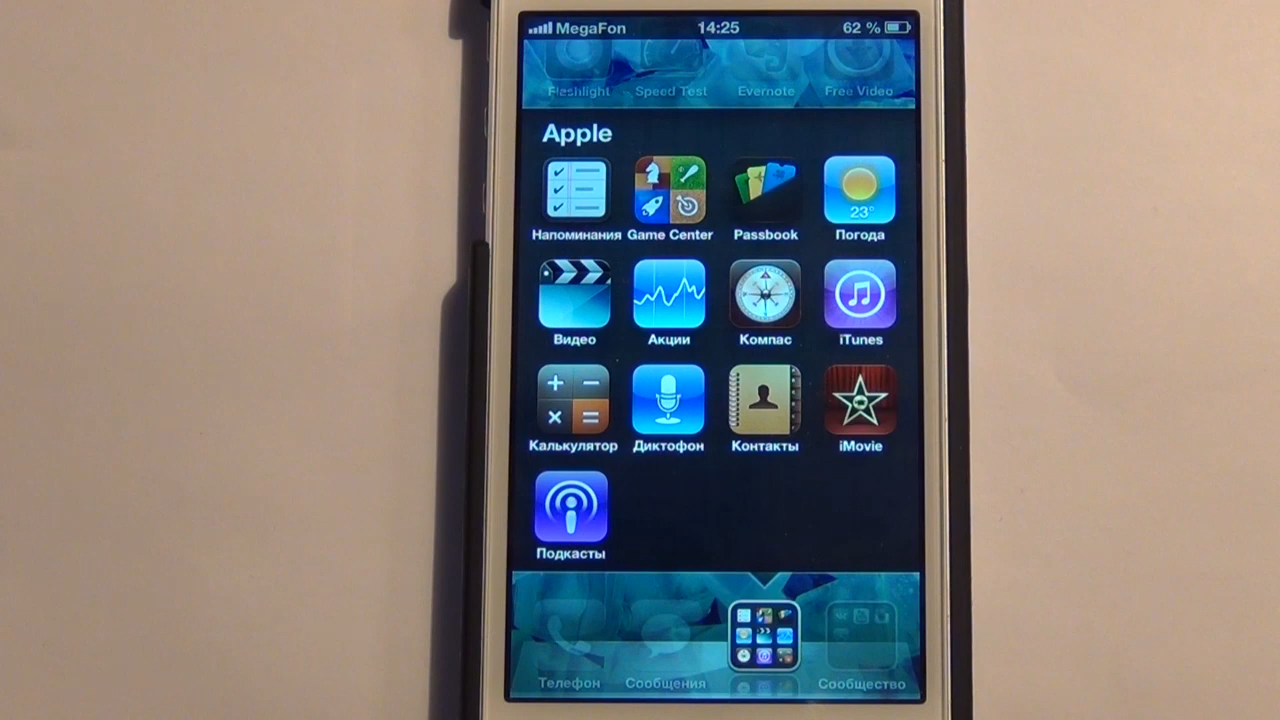 MegaFon 14:25 62 %
Flashlight Speed Test Evernote Free Video
Apple
23°
Напоминания Game Center Passbook Погода
Видео Акции Компас iTunes
Калькулятор Диктофон Контакты iMovie
Подкасты
Телефон Сообщения Сообщество